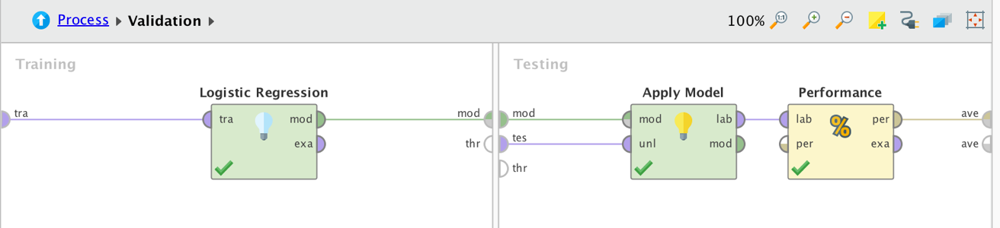 Process Validation 100% 1:1
Training
Testing
Logistic Regression
Apply Model
Performance
tra
tra
mod
exa
mod
thr
mod
tes
thr
mod
lab
unl
mod
lab
per
per
exa
%
ave
ave